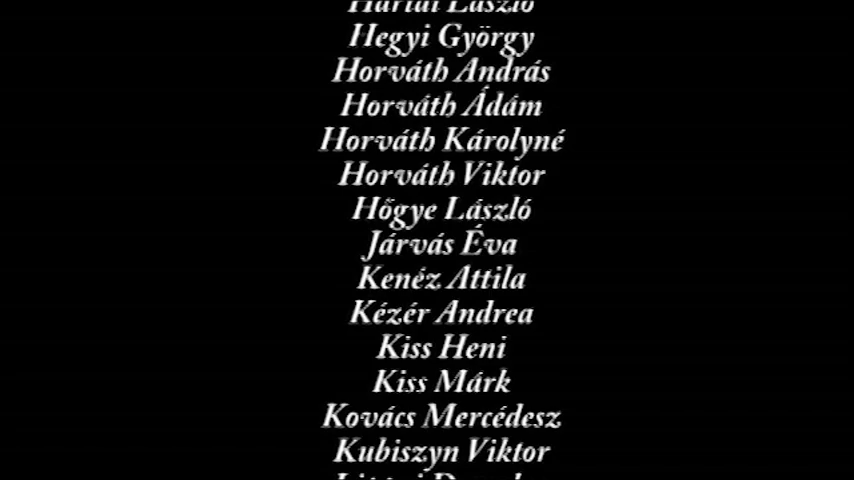 László
Hegyi György
Horváth András
Horváth Ádám
Horváth Károlyné
Horváth Viktor
Hőgye László
Járvás Éva
Kenéz Attila
Kézér Andrea
Kiss Heni
Kiss Márk
Kovács Mercédesz
Kubiszyn Viktor